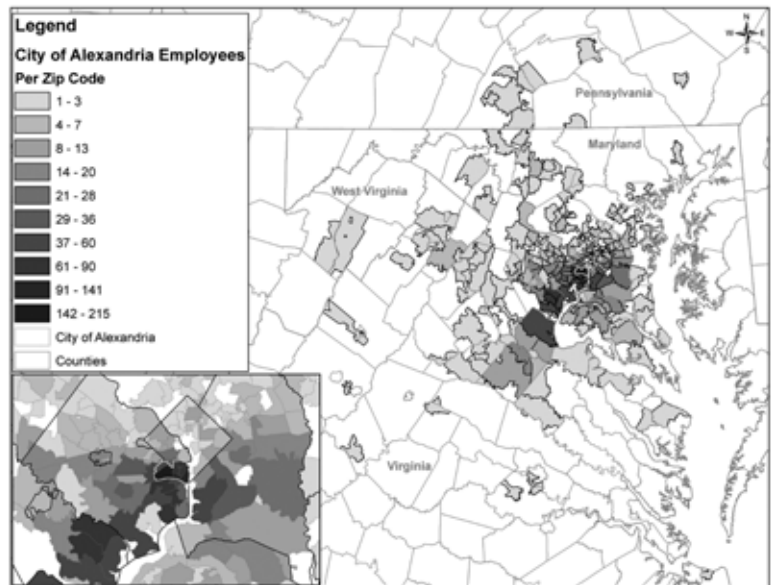 Legend
City of Alexandria Employees
Per Zip Code
1 - 3
4 - 7
8 - 13
14 - 20
21 - 28
29 - 36
37 - 60
61 - 90
91 - 141
142 - 215
City of Alexandria
Counties
N
W E
S
Pennsylvania
Maryland
West Virginia
Virginia